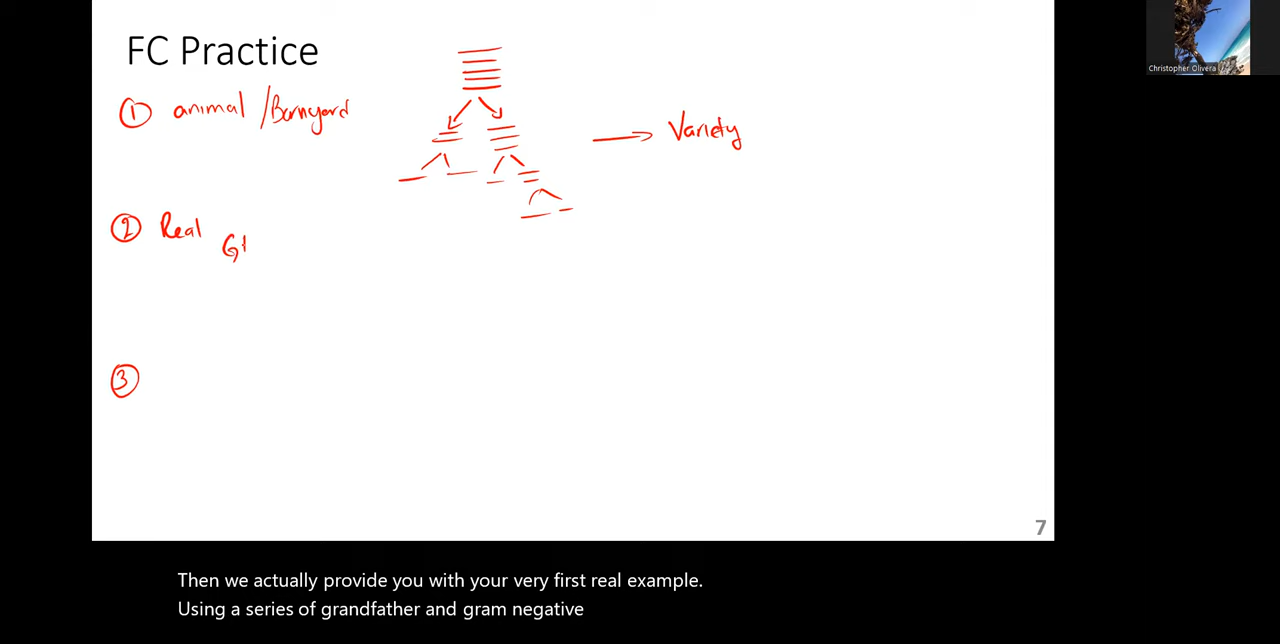 FC Practice
① animal / Barnyard
Variety
② Real
G+
③
7
Christopher Olivera
Then we actually provide you with your very first real example.
Using a series of grandfather and gram negative